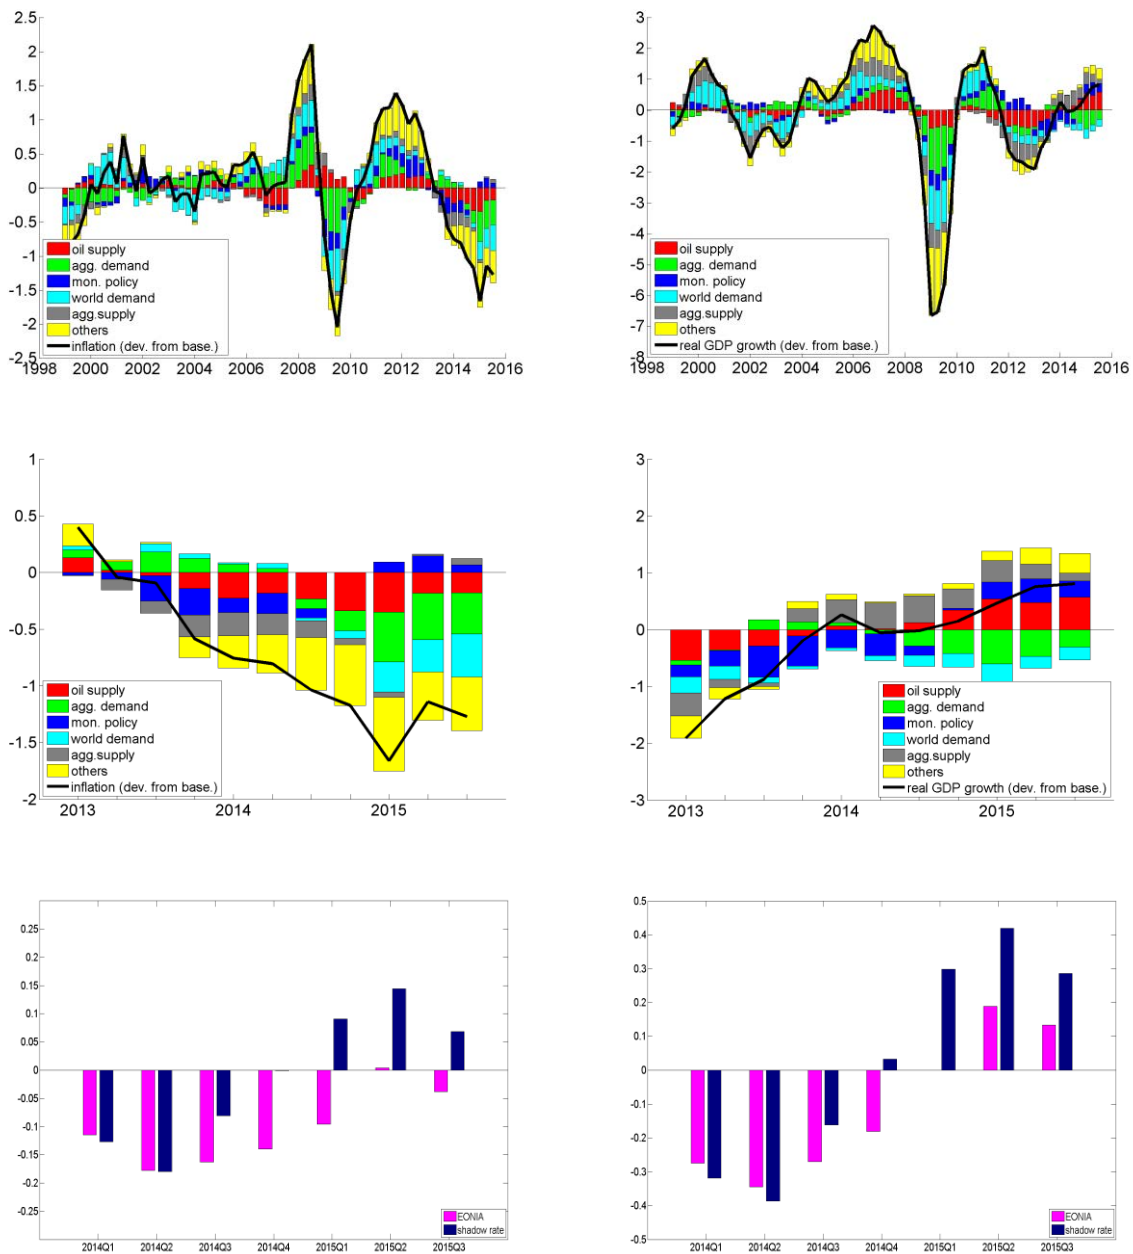 2.5
2
1.5
1
0.5
0
-0.5
-1
-1.5
-2
-2.5
oil supply
agg. demand
mon. policy
world demand
agg.supply
others
inflation (dev. from base.)
1998 2000 2002 2004 2006 2008 2010 2012 2014 2016
3
2
1
0
-1
-2
-3
-4
-5
-6
-7
-8
oil supply
agg. demand
mon. policy
world demand
agg.supply
others
real GDP growth (dev. from base.)
1998 2000 2002 2004 2006 2008 2010 2012 2014 2016
1
0.5
0
-0.5
-1
-1.5
-2
oil supply
agg. demand
mon. policy
world demand
agg.supply
others
inflation (dev. from base.)
2013 2014 2015
3
2
1
0
-1
-2
-3
oil supply
agg. demand
mon. policy
world demand
agg.supply
others
real GDP growth (dev. from base.)
2013 2014 2015
0.25
0.2
0.15
0.1
0.05
0
-0.05
-0.1
-0.15
-0.2
-0.25
EONIA
shadow rate
2014Q1 2014Q2 2014Q3 2014Q4 2015Q1 2015Q2 2015Q3
0.5
0.4
0.3
0.2
0.1
0
-0.1
-0.2
-0.3
-0.4
-0.5
EONIA
shadow rate
2014Q1 2014Q2 2014Q3 2014Q4 2015Q1 2015Q2 2015Q3